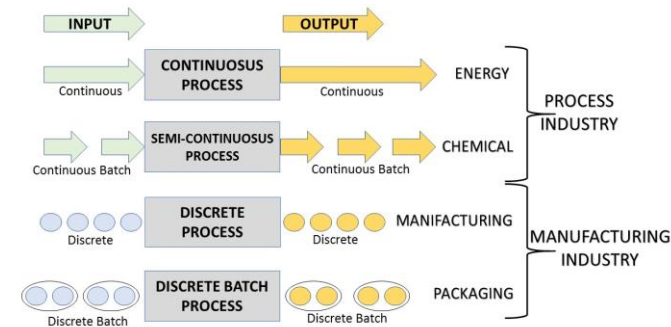 INPUT
OUTPUT
CONTINUOSUS
PROCESS
Continuous
Continuous
ENERGY
SEMI-CONTINUOSUS
PROCESS
Continuous Batch
Continuous Batch
CHEMICAL
PROCESS
INDUSTRY
DISCRETE
PROCESS
Discrete
Discrete
MANIFACTURING
DISCRETE BATCH
PROCESS
Discrete Batch
Discrete Batch
PACKAGING
MANUFACTURING
INDUSTRY